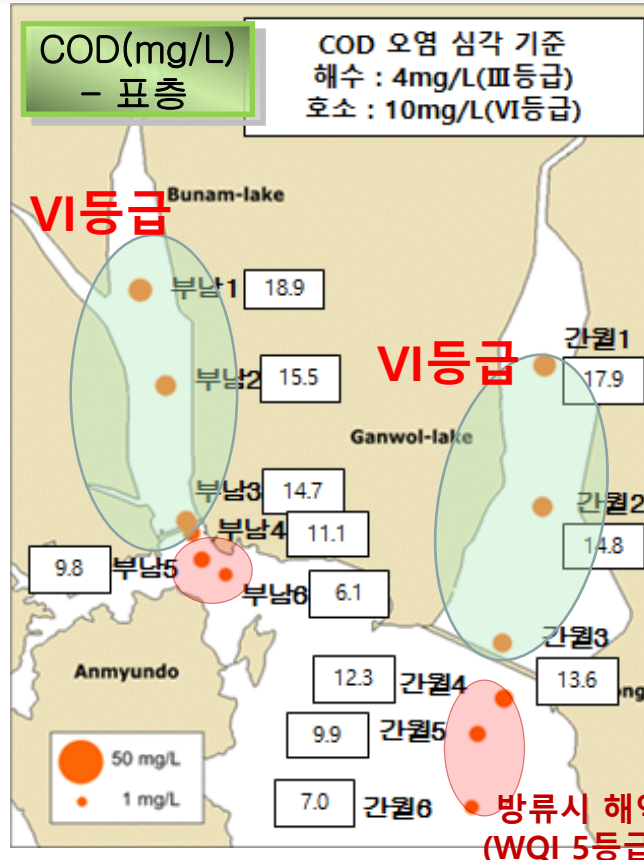 COD(mg/L)
- 표층
COD 오염 심각 기준
해수 : 4mg/L(Ⅲ등급)
호소 : 10mg/L(VI등급)
VI등급
Bunam-lake
부남1 18.9
부남2 15.5
부남3 14.7
부남4 11.1
9.8 부남5
부남6 6.1
VI등급
간월1
17.9
Ganwol-lake
간월2
14.8
간월3
13.6
Anmyundo
12.3 간월4
9.9 간월5
7.0 간월6
50 mg/L
1 mg/L
방류시
(WQI 5등급